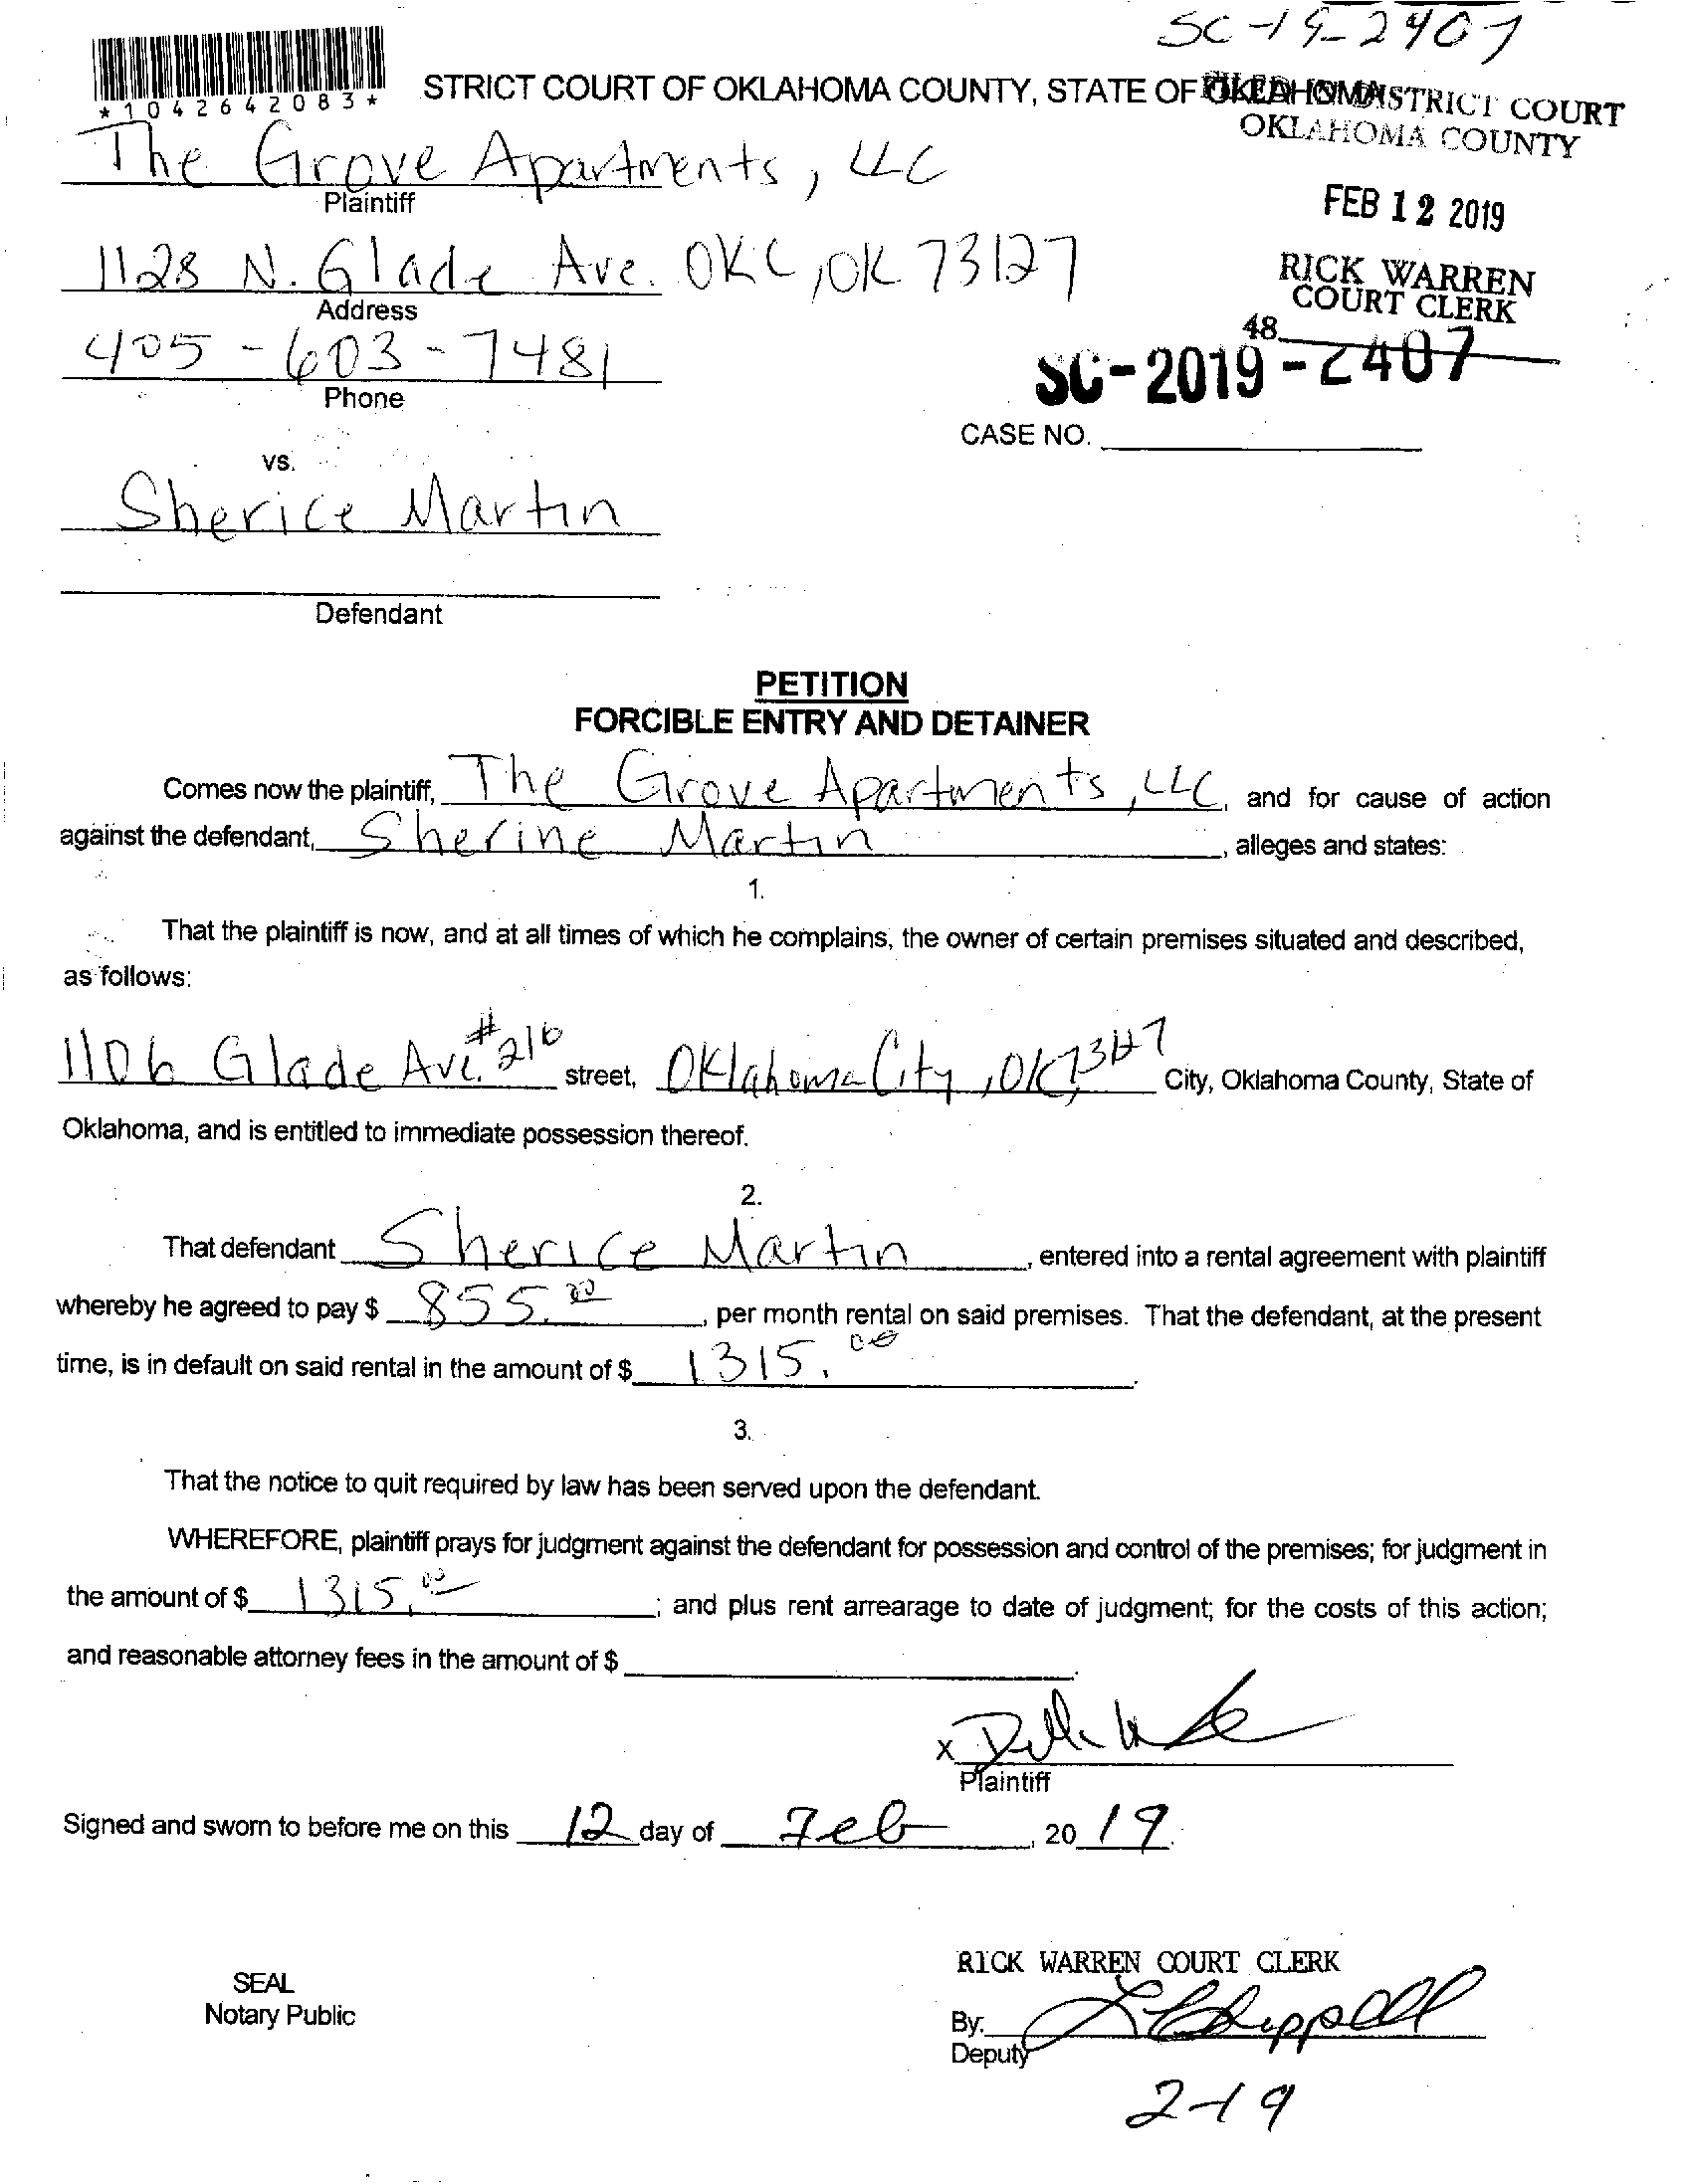 SC-19-2407
*1042642083*
STRICT COURT OF OKLAHOMA COUNTY, STATE OF OKLAHOMA
FILED IN DISTRICT COURT
OKLAHOMA COUNTY
The Grove Apartments, LLC
Plaintiff
FEB 12 2019
1128 N. Glade Ave. OKC, OK 73127
Address
RICK WARREN
COURT CLERK
405-603-7481
Phone
48
SC-2019-2407
CASE NO.
vs.
Sherice Martin
Defendant
PETITION
FORCIBLE ENTRY AND DETAINER
Comes now the plaintiff, The Grove Apartments, LLC, and for cause of action
against the defendant, Sherine Martin, alleges and states:
1.
That the plaintiff is now, and at all times of which he complains, the owner of certain premises situated and described,
as follows:
1106 Glade Ave. #216 street, Oklahoma City, OK, 73127 City, Oklahoma County, State of
Oklahoma, and is entitled to immediate possession thereof.
2.
That defendant Sherice Martin, entered into a rental agreement with plaintiff
whereby he agreed to pay $ 855.00, per month rental on said premises. That the defendant, at the present
time, is in default on said rental in the amount of $ 1315.00.
3.
That the notice to quit required by law has been served upon the defendant.
WHEREFORE, plaintiff prays for judgment against the defendant for possession and control of the premises; for judgment in
the amount of $ 1315.00; and plus rent arrearage to date of judgment; for the costs of this action;
and reasonable attorney fees in the amount of $
X
Plaintiff
Signed and sworn to before me on this 12 day of Feb, 20 19.
RICK WARREN COURT CLERK
SEAL
Notary Public
By:
Deputy
2-19